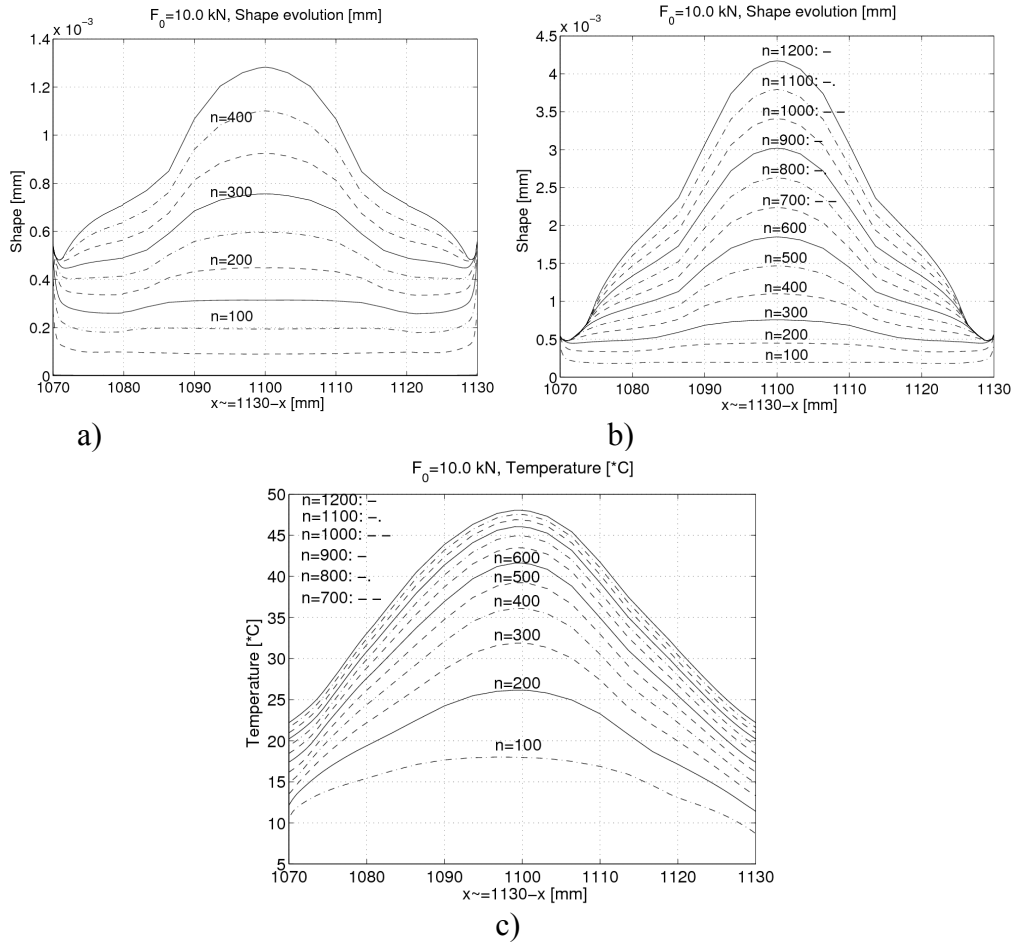 F0=10.0 kN, Shape evolution [mm]
x 10−3
1.4
1.2
1
0.8
0.6
0.4
0.2
0
Shape [mm]
n=400
n=300
n=200
n=100
1070 1080 1090 1100 1110 1120 1130
x~=1130−x [mm]
a)
F0=10.0 kN, Shape evolution [mm]
x 10−3
4.5
4
3.5
3
2.5
2
1.5
1
0.5
0
Shape [mm]
n=1200: −
n=1100: −.
n=1000: − −
n=900: −
n=800: −.
n=700: − −
n=600
n=500
n=400
n=300
n=200
n=100
1070 1080 1090 1100 1110 1120 1130
x~=1130−x [mm]
b)
F0=10.0 kN, Temperature [*C]
50
45
40
35
30
25
20
15
10
5
Temperature [*C]
n=1200: −
n=1100: −.
n=1000: − −
n=900: −
n=800: −.
n=700: − −
n=600
n=500
n=400
n=300
n=200
n=100
1070 1080 1090 1100 1110 1120 1130
x~=1130−x [mm]
c)